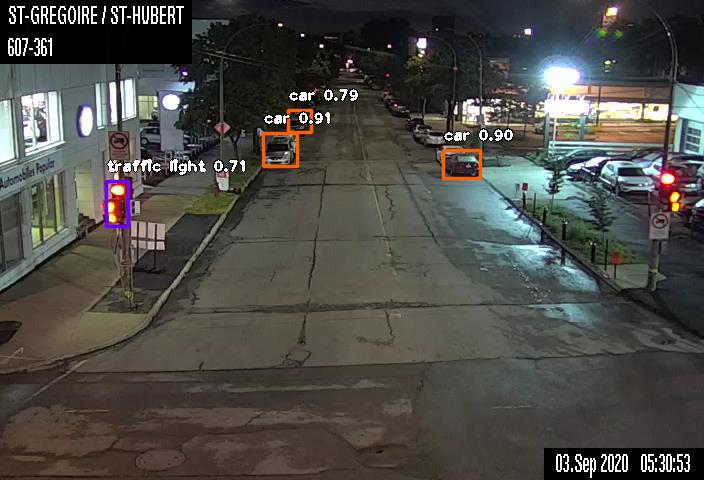 ST-GREGOIRE / ST-HUBERT
607-361
car 0.79
car 0.91
car 0.90
traffic light 0.71
Automobiles Popular
03.Sep 2020 05:30:53